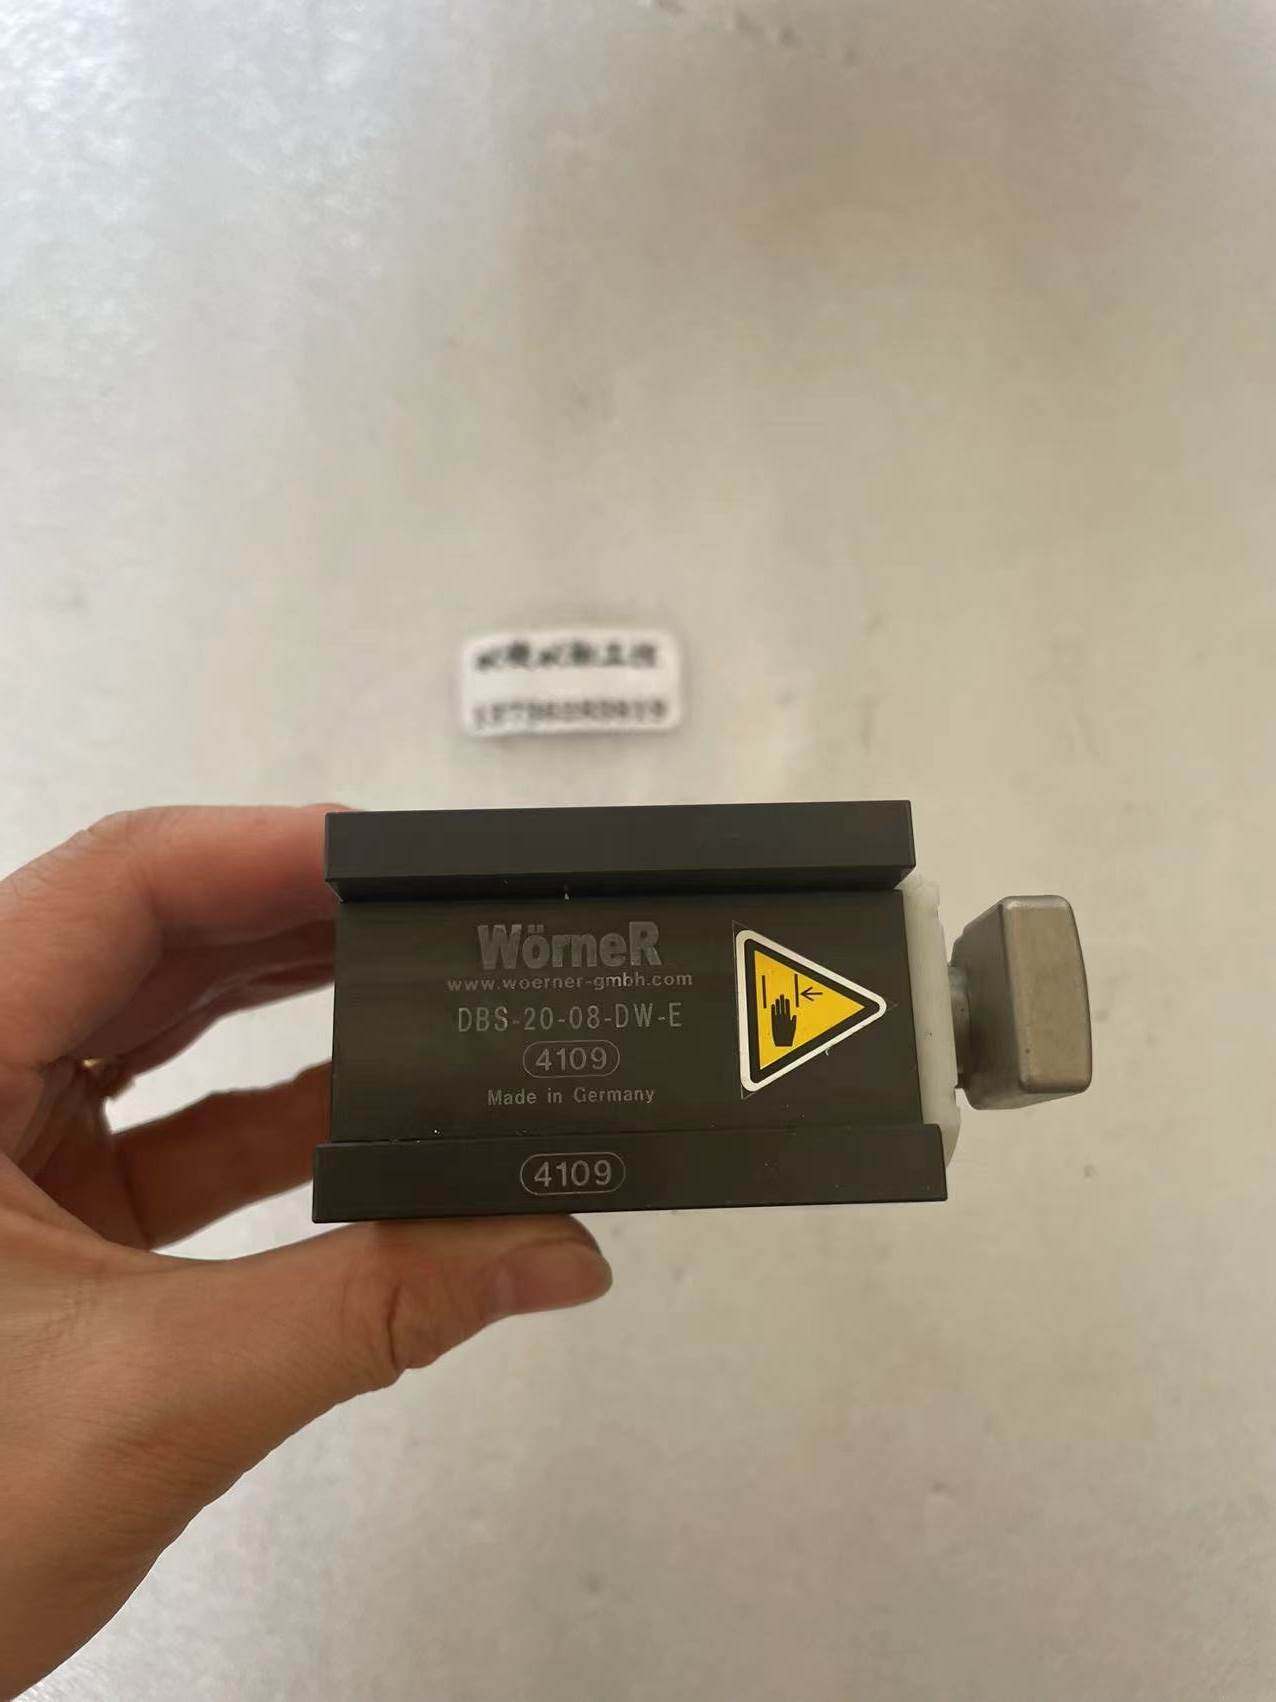 WörneR
www.woerner-gmbh.com
DBS-20-08-DW-E
4109
Made in Germany
4109